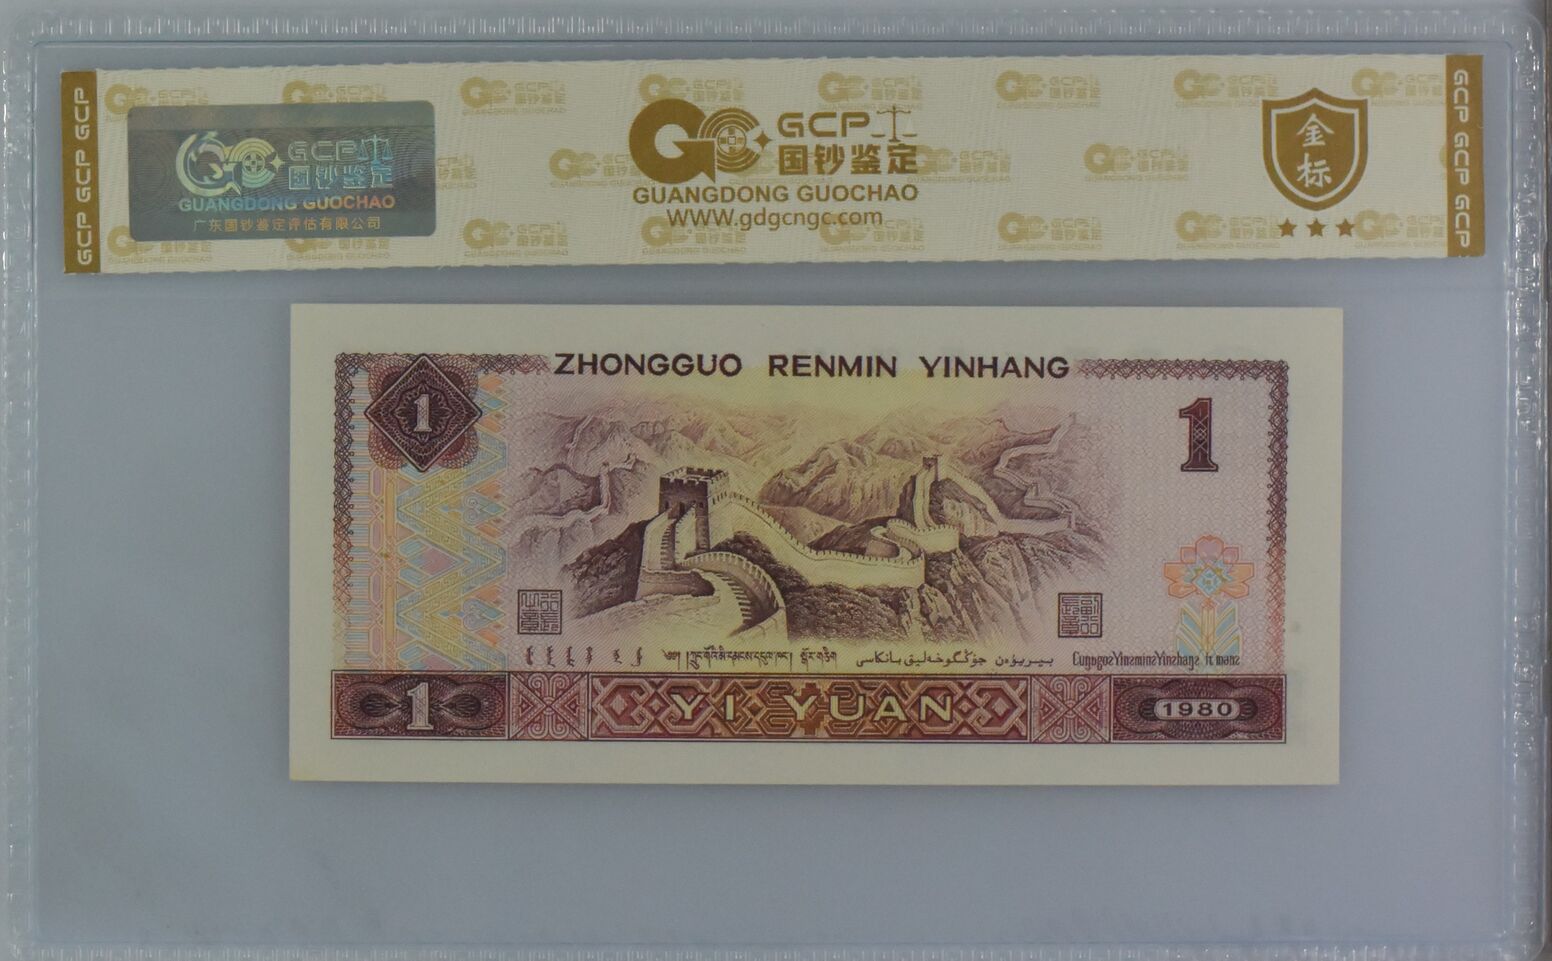 GCP GCP
GCP
国钞鉴定
GUANGDONG GUOCHAO
广东国钞鉴定评估有限公司
GCP
国钞鉴定
GUANGDONG GUOCHAO
WWW.gdgcngc.com
金标
GCP GCP
ZHONGGUO RENMIN YINHANG
1
1
1
YI YUAN
1980